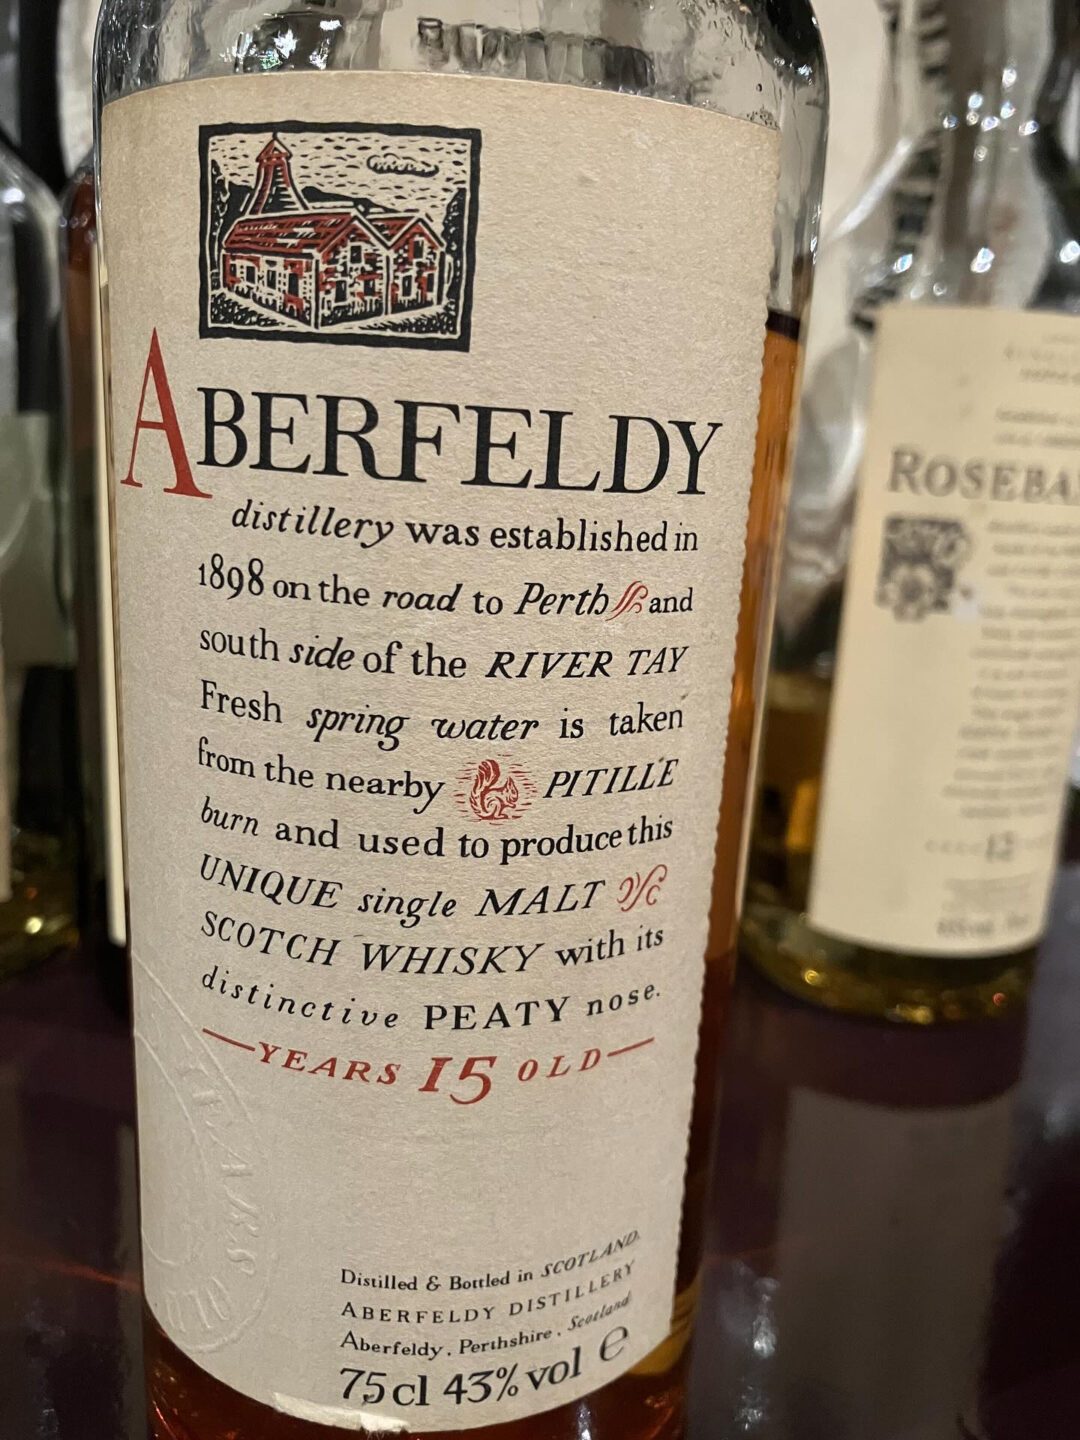 ABERFELDY
distillery was established in
1898 on the road to Perth and
south side of the RIVER TAY
Fresh spring water is taken
from the nearby PITILLIE
burn and used to produce this
UNIQUE single MALT
SCOTCH WHISKY with its
distinctive PEATY nose.
YEARS 15 OLD
Distilled & Bottled in SCOTLAND.
ABERFELDY DISTILLERY
Aberfeldy, Perthshire, Scotland
75cl 43% vol e
ROSEBA
12